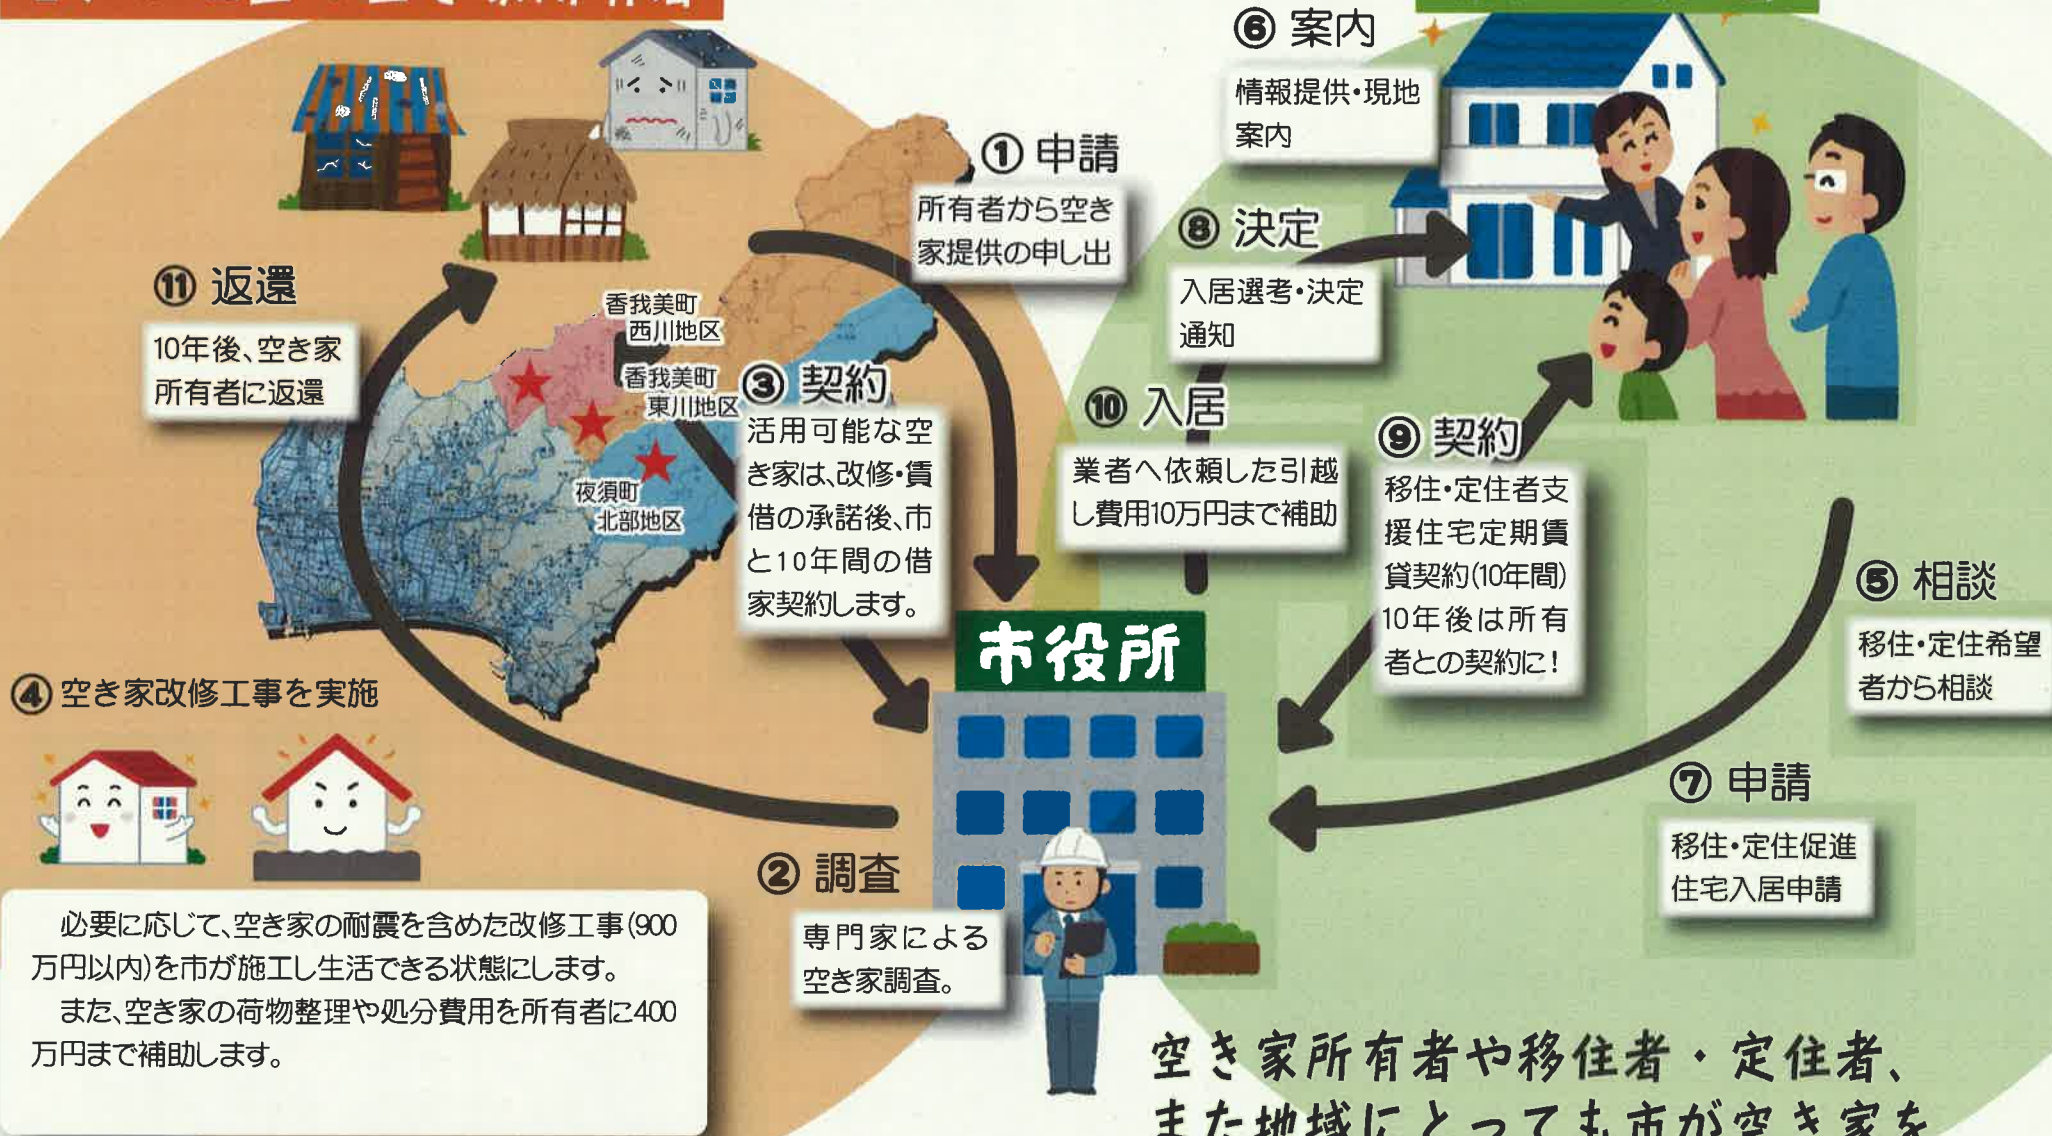 ① 申請
所有者から空き
家提供の申し出
② 調査
専門家による
空き家調査。
③ 契約
活用可能な空
き家は、改修・賃
借の承諾後、市
と10年間の借
家契約します。
④ 空き家改修工事を実施
必要に応じて、空き家の耐震を含めた改修工事(900
万円以内)を市が施工し生活できる状態にします。
また、空き家の荷物整理や処分費用を所有者に400
万円まで補助します。
⑤ 相談
移住・定住希望
者から相談
⑥ 案内
情報提供・現地
案内
⑦ 申請
移住・定住促進
住宅入居申請
⑧ 決定
入居選考・決定
通知
⑨ 契約
移住・定住者支
援住宅定期賃
貸契約(10年間)
10年後は所有
者との契約に!
⑩ 入居
業者へ依頼した引越
し費用10万円まで補助
⑪ 返還
10年後、空き家
所有者に返還
香我美町
西川地区
香我美町
東川地区
夜須町
北部地区
市役所
空き家所有者や移住者・定住者、
また地域にとっても市が空き家を